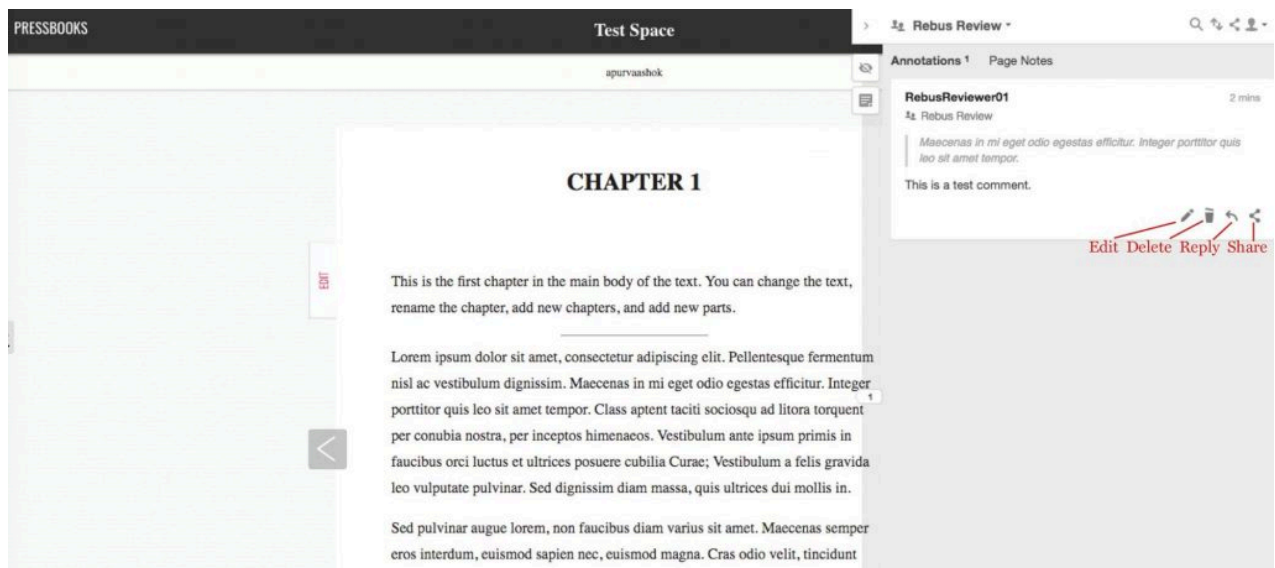 PRESSBOOKS
Test Space
apurvaashok
EDIT
CHAPTER 1
This is the first chapter in the main body of the text. You can change the text,
rename the chapter, add new chapters, and add new parts.
Lorem ipsum dolor sit amet, consectetur adipiscing elit. Pellentesque fermentum
nisl ac vestibulum dignissim. Maecenas in mi eget odio egestas efficitur. Integer
porttitor quis leo sit amet tempor. Class aptent taciti sociosqu ad litora torquent
per conubia nostra, per inceptos himenaeos. Vestibulum ante ipsum primis in
faucibus orci luctus et ultrices posuere cubilia Curae; Vestibulum a felis gravida
leo vulputate pulvinar. Sed dignissim diam massa, quis ultrices dui mollis in.
Sed pulvinar augue lorem, non faucibus diam varius sit amet. Maecenas semper
eros interdum, euismod sapien nec, euismod magna. Cras odio velit, tincidunt
1
Rebus Review
Annotations 1 Page Notes
RebusReviewer01 2 mins
Rebus Review
Maecenas in mi eget odio egestas efficitur. Integer porttitor quis
leo sit amet tempor.
This is a test comment.
Edit Delete Reply Share